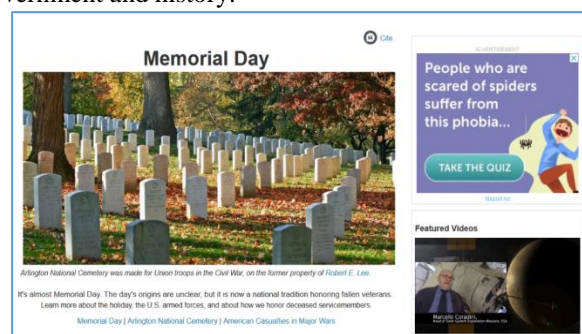 vernment and history.
Cite
Memorial Day
Arlington National Cemetery was made for Union troops in the Civil War, on the former property of Robert E. Lee.
It's almost Memorial Day. The day's origins are unclear, but it is now a national tradition honoring fallen veterans.
Learn more about the holiday, the U.S. armed forces, and about how we honor deceased servicemembers.
Memorial Day | Arlington National Cemetery | American Casualties in Major Wars
ADVERTISEMENT
People who are
scared of spiders
suffer from
this phobia...
TAKE THE QUIZ
Report Ad
Featured Videos
Marcello Coradini,